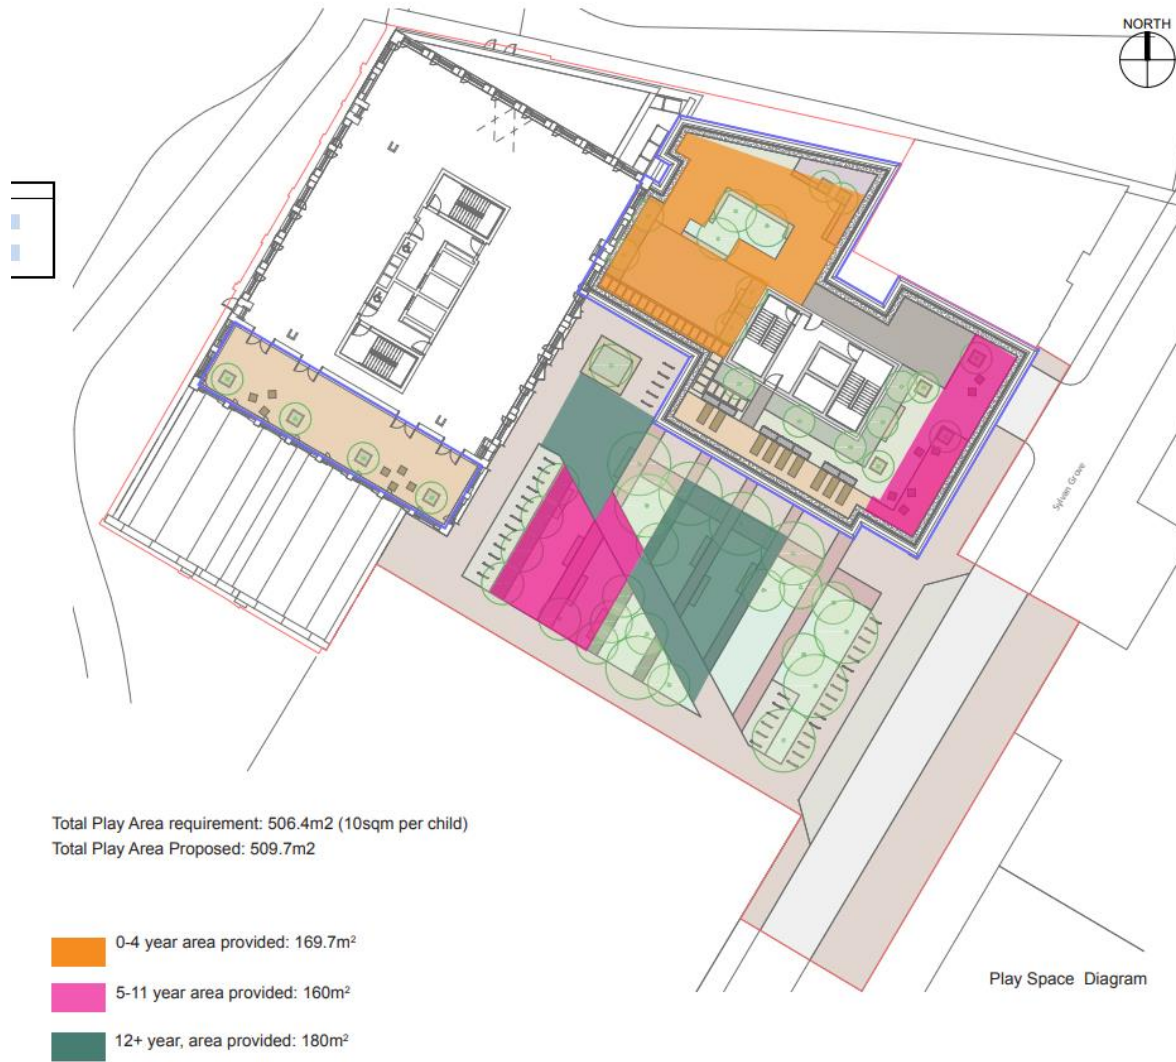 NORTH
Sylvan Grove
Total Play Area requirement: 506.4m2 (10sqm per child)
Total Play Area Proposed: 509.7m2
0-4 year area provided: 169.7m²
5-11 year area provided: 160m²
Play Space Diagram
12+ year, area provided: 180m²